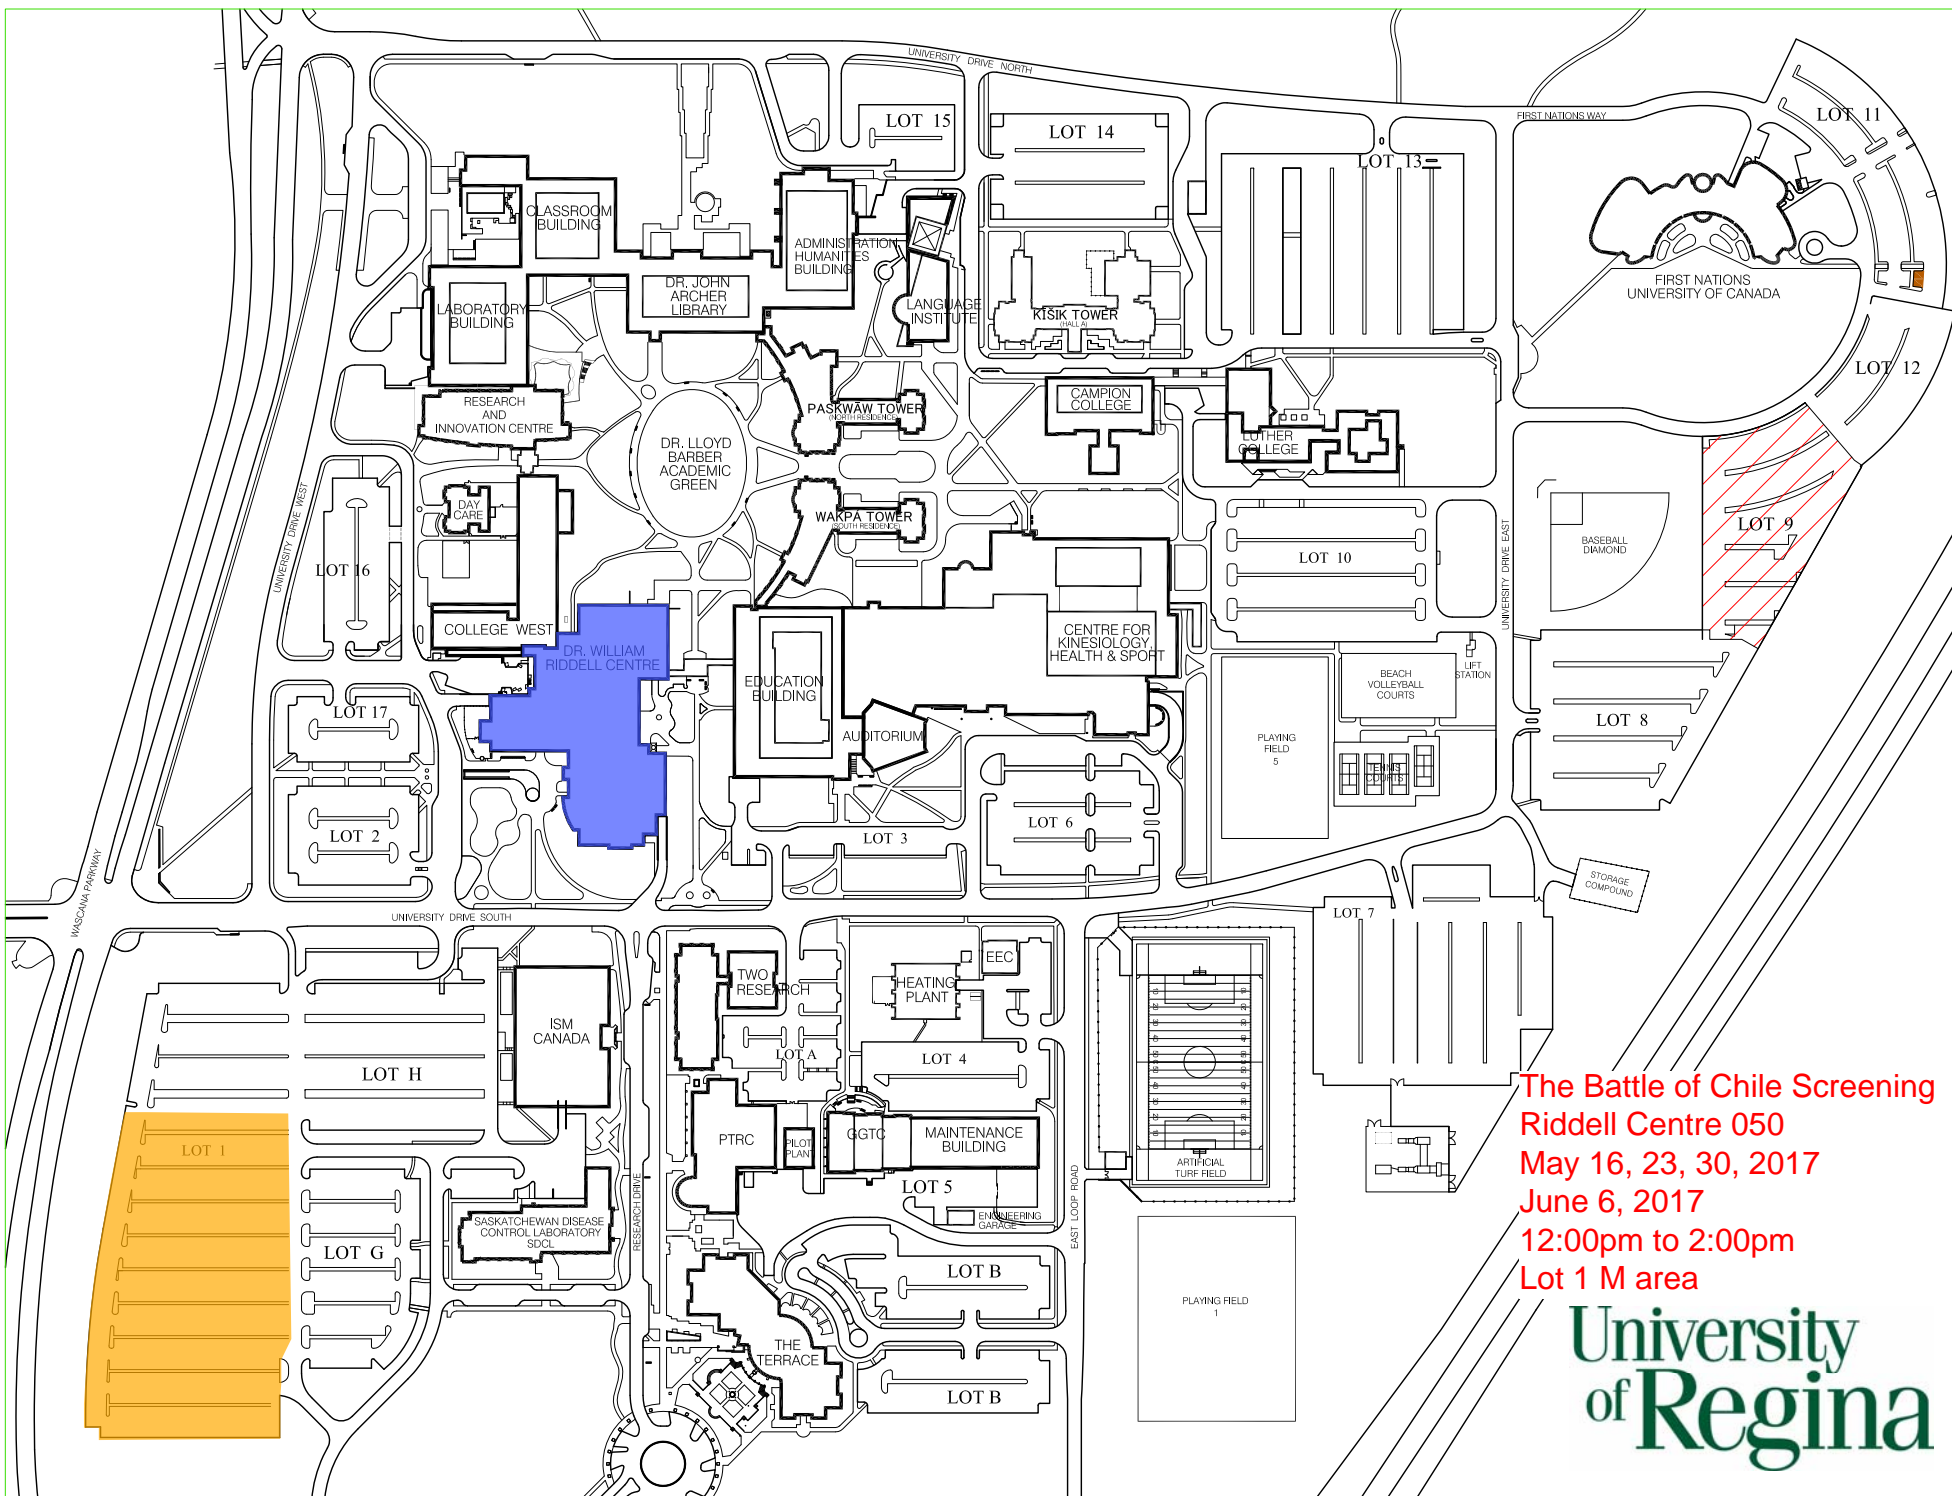 UNIVERSITY DRIVE NORTH
FIRST NATIONS WAY
LOT 11
LOT 15
LOT 14
LOT 13
CLASSROOM
BUILDING
ADMINISTRATION
HUMANITIES
BUILDING
DR. JOHN
ARCHER
LIBRARY
LABORATORY
BUILDING
LANGUAGE
INSTITUTE
KĪŠIK TOWER
(HALL A)
FIRST NATIONS
UNIVERSITY OF CANADA
LOT 12
RESEARCH
AND
INNOVATION CENTRE
PASKWĀW TOWER
(NORTH RESIDENCE)
CAMPION
COLLEGE
LUTHER
COLLEGE
DR. LLOYD
BARBER
ACADEMIC
GREEN
DAY
CARE
WAKPÁ TOWER
(SOUTH RESIDENCE)
UNIVERSITY DRIVE WEST
LOT 16
LOT 10
UNIVERSITY DRIVE EAST
BASEBALL
DIAMOND
LOT 9
COLLEGE WEST
DR. WILLIAM
RIDDELL CENTRE
CENTRE FOR
KINESIOLOGY,
HEALTH & SPORT
EDUCATION
BUILDING
BEACH
VOLLEYBALL
COURTS
LIFT
STATION
LOT 17
AUDITORIUM
PLAYING
FIELD
5
TENNIS
COURTS
LOT 8
LOT 2
LOT 3
LOT 6
WASCANA PARKWAY
UNIVERSITY DRIVE SOUTH
STORAGE
COMPOUND
LOT 7
TWO
RESEARCH
HEATING
PLANT
EEC
ISM
CANADA
LOT A
LOT 4
LOT H
LOT 1
PTRC
PILOT
PLANT
GGTC
MAINTENANCE
BUILDING
ARTIFICIAL
TURF FIELD
LOT 5
ENGINEERING
GARAGE
RESEARCH DRIVE
EAST LOOP ROAD
SASKATCHEWAN DISEASE
CONTROL LABORATORY
SDCL
LOT G
LOT B
PLAYING FIELD
1
THE
TERRACE
LOT B
The Battle of Chile Screening
Riddell Centre 050
May 16, 23, 30, 2017
June 6, 2017
12:00pm to 2:00pm
Lot 1 M area
University
of Regina